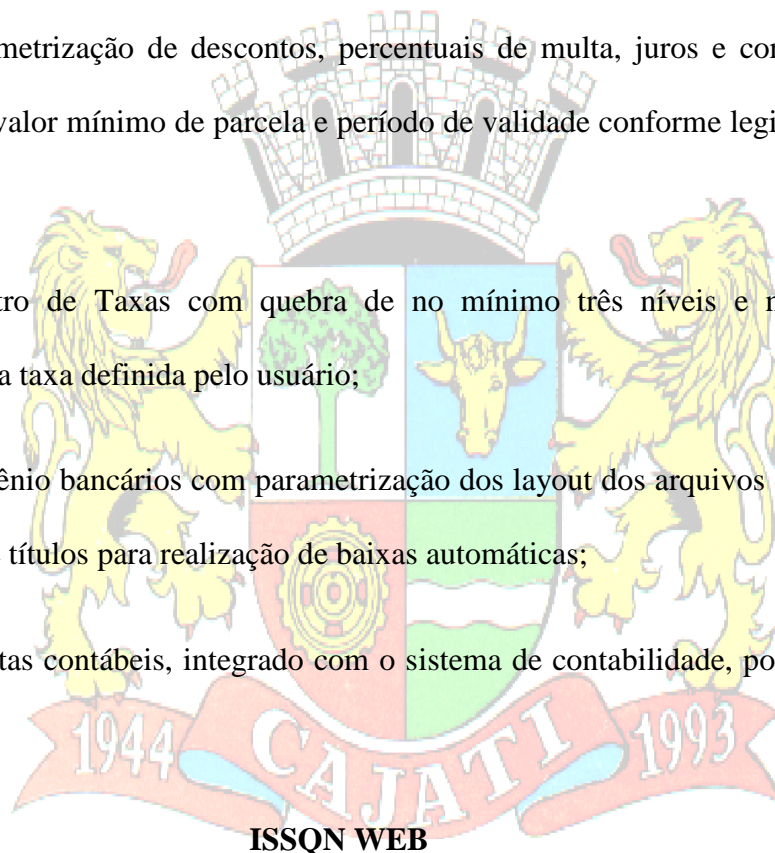 metrização de descontos, percentuais de multa, juros e cor
valor mínimo de parcela e período de validade conforme legi
tro de Taxas com quebra de no mínimo três níveis e n
a taxa definida pelo usuário;
ênio bancários com parametrização dos layout dos arquivos
e títulos para realização de baixas automáticas;
tas contábeis, integrado com o sistema de contabilidade, po
1944 CAJATI 1993
ISSQN WEB